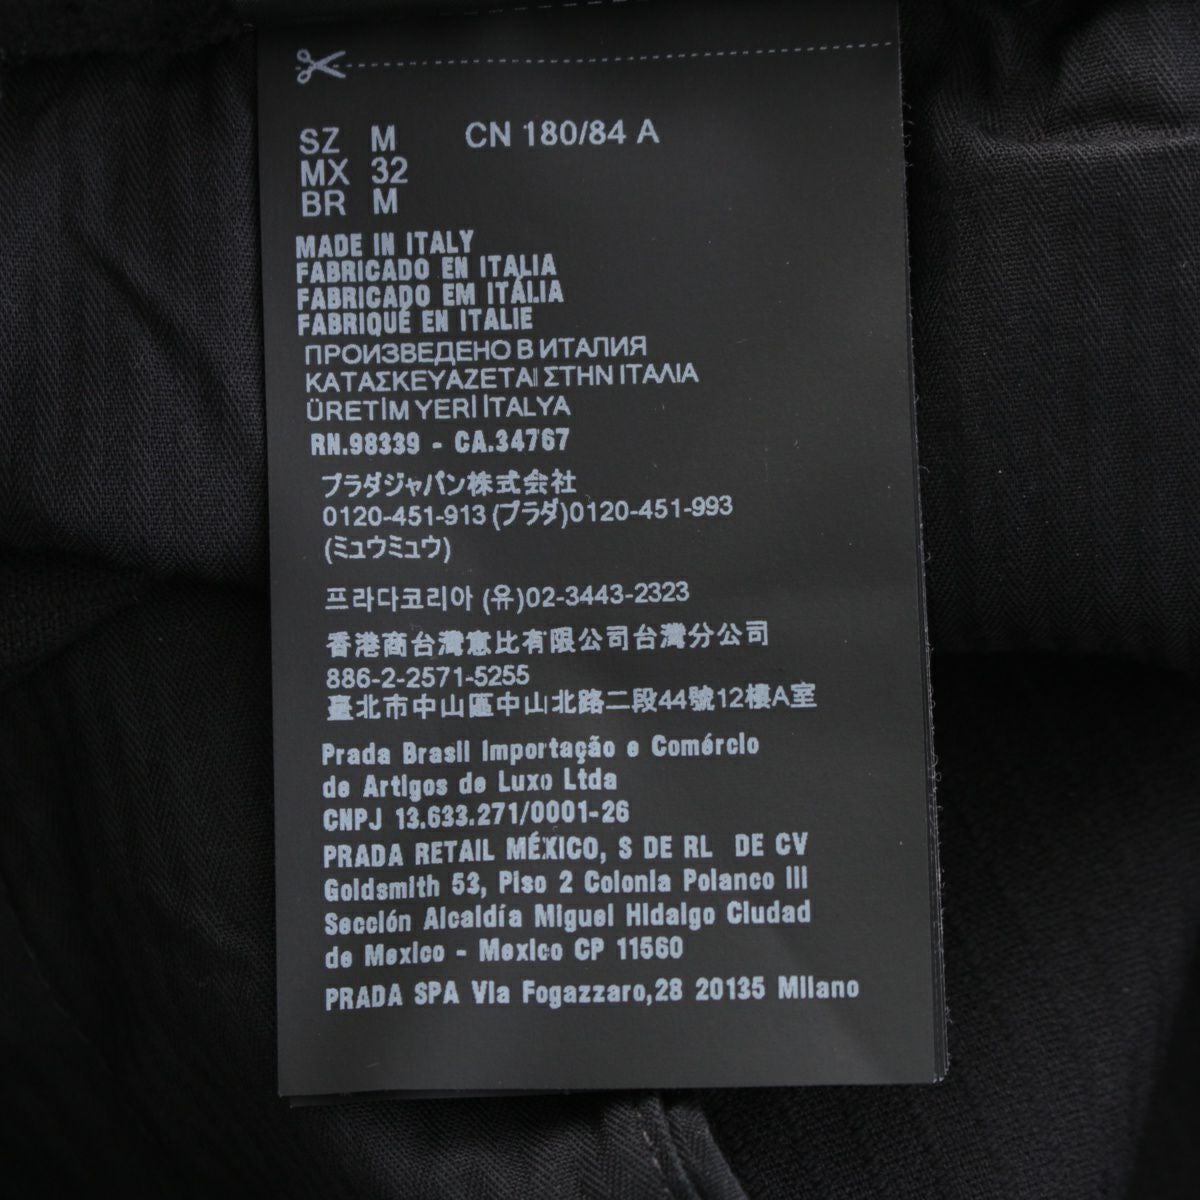 SZ M CN 180/84 A
MX 32
BR M
MADE IN ITALY
FABRICADO EN ITALIA
FABRICADO EM ITÁLIA
FABRIQUÉ EN ITALIE
ПРОИЗВЕДЕНО В ИТАЛИЯ
ΚΑΤΑΣΚΕΥΑΖΕΤΑΙ ΣΤΗΝ ΙΤΑΛΙΑ
ÜRETİM YERİ İTALYA
RN.98339 - CA.34767
プラダジャパン株式会社
0120-451-913 (プラダ)0120-451-993
(ミュウミュウ)
프라다코리아 (유)02-3443-2323
香港商台灣惠比有限公司台灣分公司
886-2-2571-5255
臺北市中山區中山北路二段44號12樓A室
Prada Brasil Importação e Comércio
de Artigos de Luxo Ltda
CNPJ 13.633.271/0001-26
PRADA RETAIL MÉXICO, S DE RL DE CV
Goldsmith 53, Piso 2 Colonia Polanco III
Sección Alcaldía Miguel Hidalgo Ciudad
de Mexico - Mexico CP 11560
PRADA SPA Via Fogazzaro,28 20135 Milano